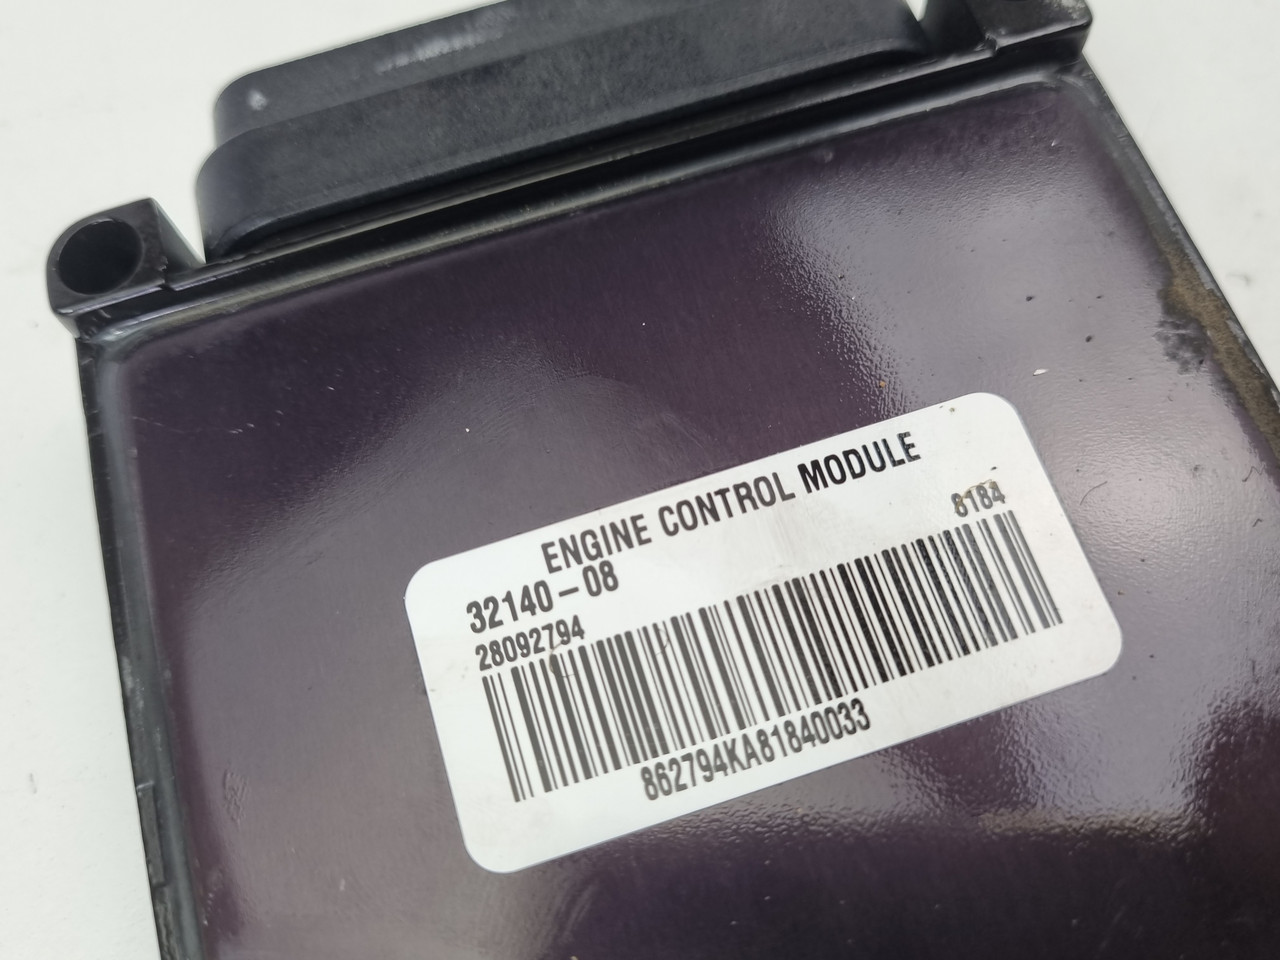 ENGINE CONTROL MODULE
32140-08
8184
28092794
862794KA81840033